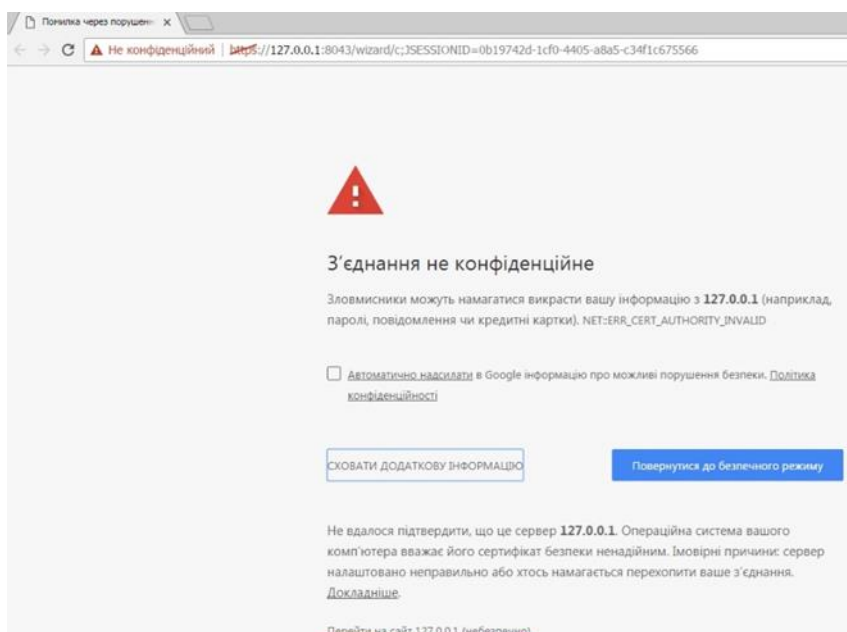 Помилка через порушенн
Не конфіденційний | https://127.0.0.1:8043/wizard/c;JSESSIONID=0b19742d-1cf0-4405-a8a5-c34f1c675566
З'єднання не конфіденційне
Зловмисники можуть намагатися викрасти вашу інформацію з 127.0.0.1 (наприклад,
паролі, повідомлення чи кредитні картки). NET::ERR_CERT_AUTHORITY_INVALID
Автоматично надсилати в Google інформацію про можливі порушення безпеки. Політика
конфіденційності
СХОВАТИ ДОДАТКОВУ ІНФОРМАЦІЮ
Повернутися до безпечного режиму
Не вдалося підтвердити, що це сервер 127.0.0.1. Операційна система вашого
комп'ютера вважає його сертифікат безпеки ненадійним. Імовірні причини: сервер
налаштовано неправильно або хтось намагається перехопити ваше з'єднання.
Докладніше.
Перейти на сайт 127.0.0.1 (небезпечно)